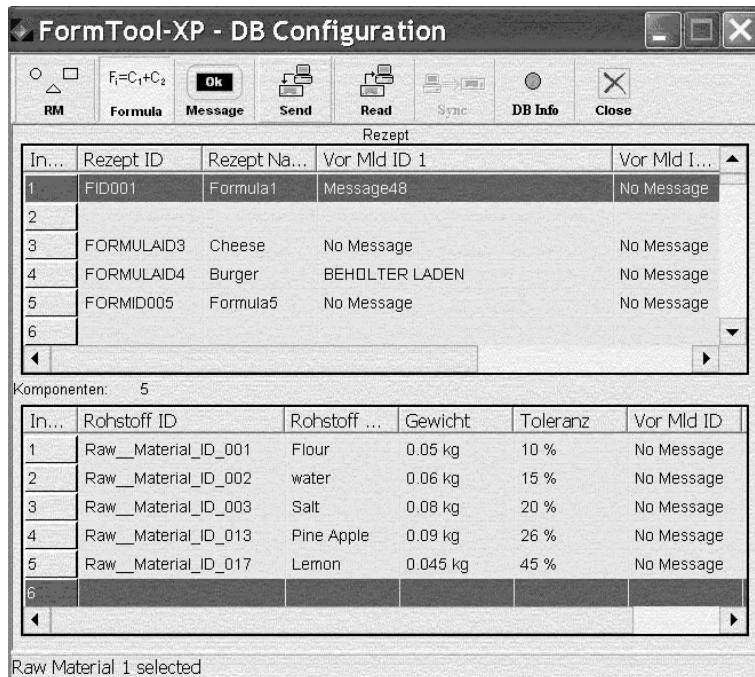 FormTool-XP - DB Configuration
F₁=C₁+C₂ Ok
RM Formula Message Send Read Sync DB Info Close
Rezept
In... Rezept ID Rezept Na... Vor Mld ID 1 Vor Mld I...
1 FID001 Formula1 Message48 No Message
2
3 FORMULAID3 Cheese No Message No Message
4 FORMULAID4 Burger BEH□LTER LADEN No Message
5 FORMID005 Formula5 No Message No Message
6
Komponenten: 5
In... Rohstoff ID Rohstoff ... Gewicht Toleranz Vor Mld ID
1 Raw__Material_ID_001 Flour 0.05 kg 10 % No Message
2 Raw__Material_ID_002 water 0.06 kg 15 % No Message
3 Raw__Material_ID_003 Salt 0.08 kg 20 % No Message
4 Raw__Material_ID_013 Pine Apple 0.09 kg 26 % No Message
5 Raw__Material_ID_017 Lemon 0.045 kg 45 % No Message
6
Raw Material 1 selected